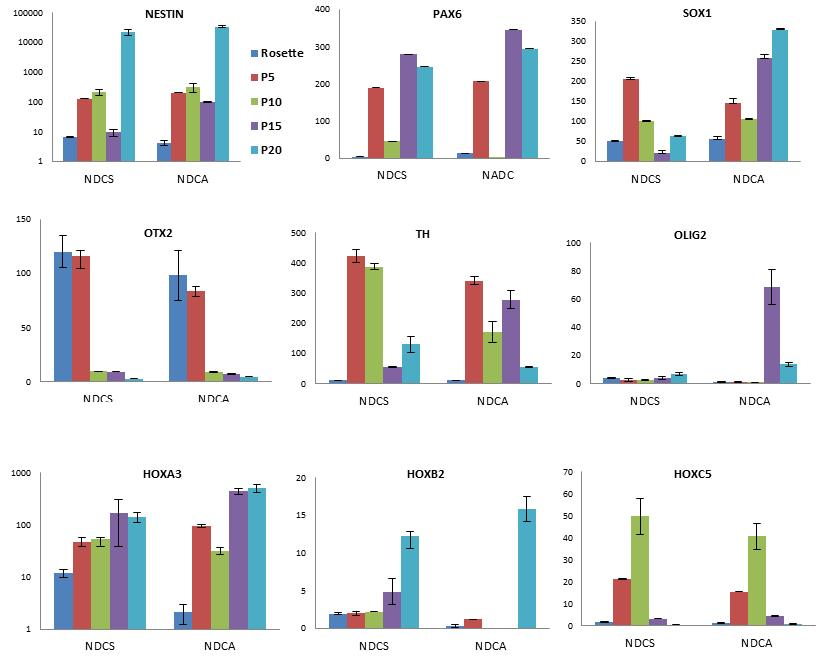 NESTIN
100000
10000
1000
100
10
1
NDCS NDCA
Rosette
P5
P10
P15
P20
PAX6
400
300
200
100
0
NDCS NADC
SOX1
350
300
250
200
150
100
50
0
NDCS NDCA
OTX2
150
100
50
0
NDCS NDCA
TH
500
400
300
200
100
0
NDCS NDCA
OLIG2
100
80
60
40
20
0
NDCS NDCA
HOXA3
1000
100
10
1
NDCS NDCA
HOXB2
20
15
10
5
0
NDCS NDCA
HOXC5
70
60
50
40
30
20
10
0
NDCS NDCA